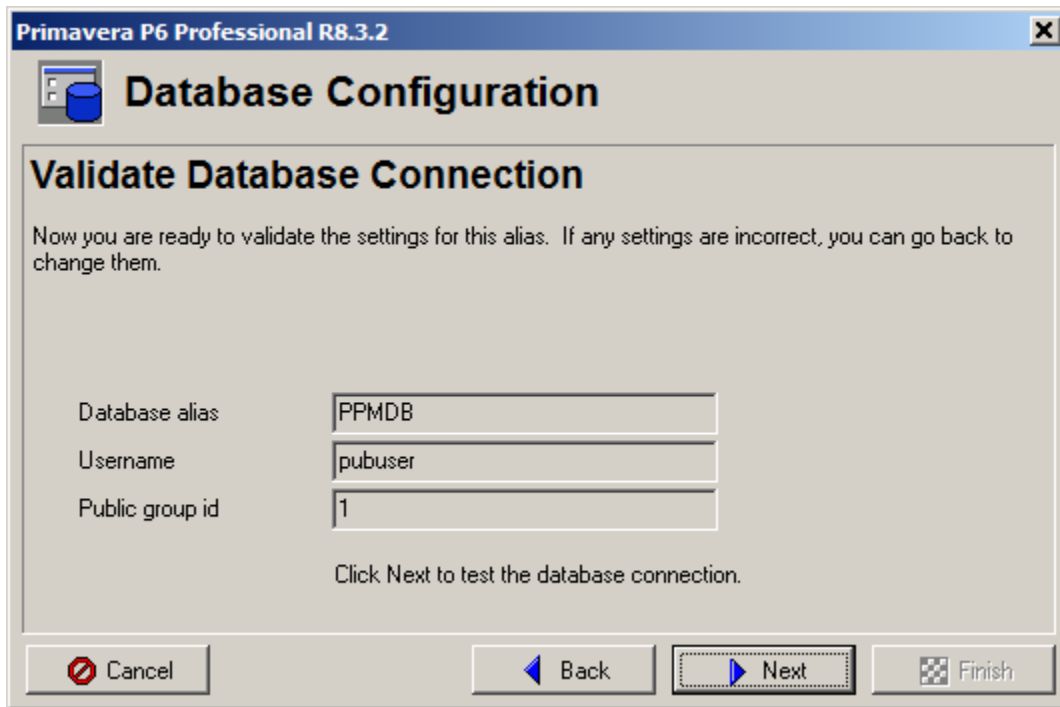 Primavera P6 Professional R8.3.2
Database Configuration
Validate Database Connection
Now you are ready to validate the settings for this alias.  If any settings are incorrect, you can go back to
change them.
Database alias PPMDB
Username pubuser
Public group id 1
Click Next to test the database connection.
Cancel Back Next Finish